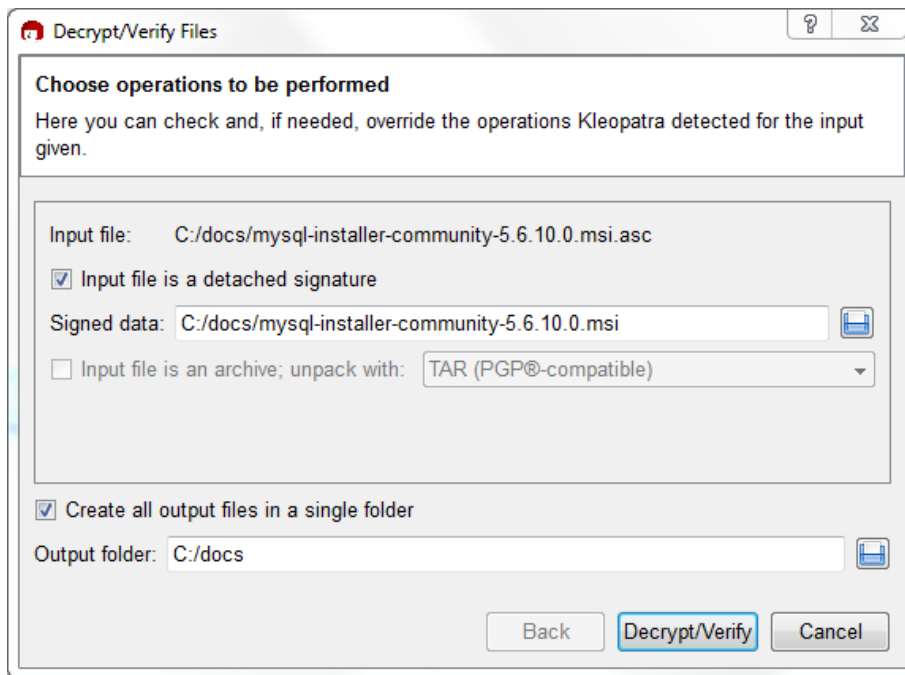 Decrypt/Verify Files
Choose operations to be performed
Here you can check and, if needed, override the operations Kleopatra detected for the input
given.
Input file: C:/docs/mysql-installer-community-5.6.10.0.msi.asc
Input file is a detached signature
Signed data: C:/docs/mysql-installer-community-5.6.10.0.msi
Input file is an archive; unpack with: TAR (PGP®-compatible)
Create all output files in a single folder
Output folder: C:/docs
Back Decrypt/Verify Cancel